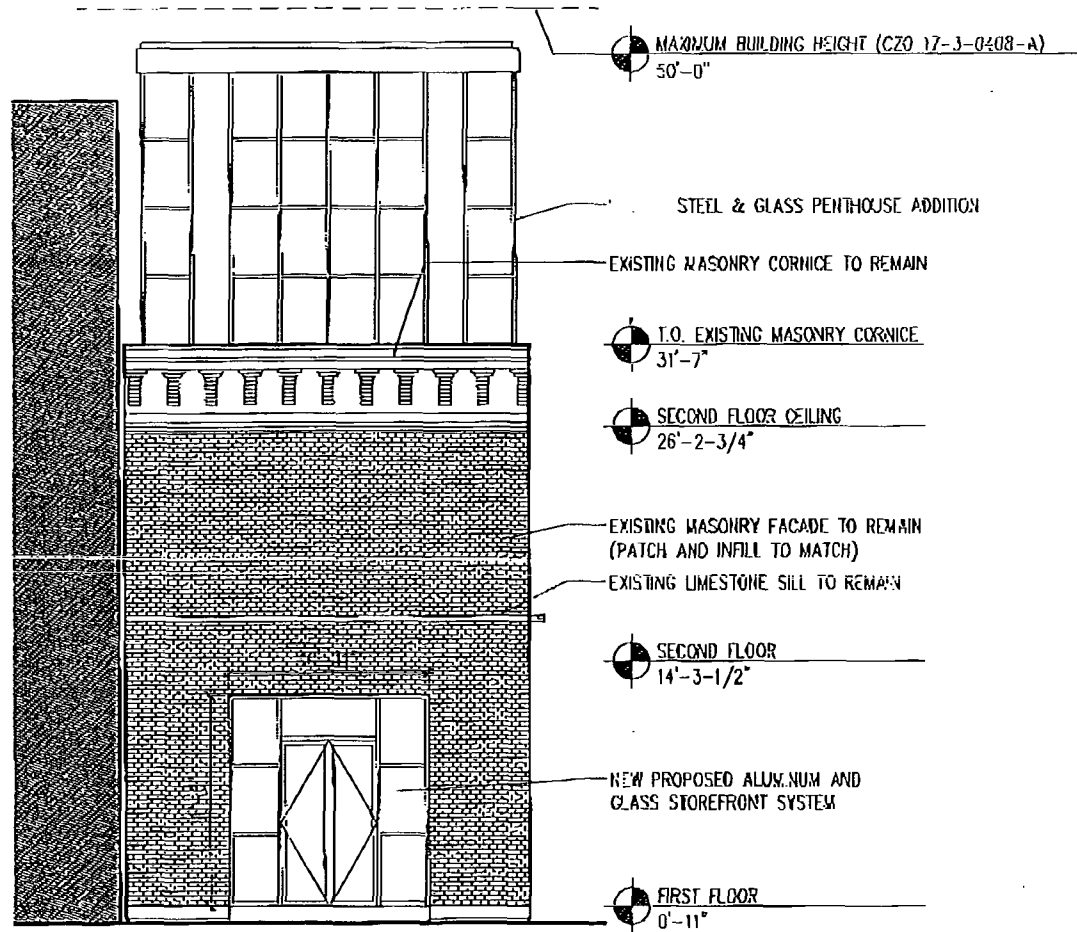 MAXIMUM BUILDING HEIGHT (CZO 17-3-0408-A)
50'-0"
STEEL & GLASS PENTHOUSE ADDITION
EXISTING MASONRY CORNICE TO REMAIN
T.O. EXISTING MASONRY CORNICE
31'-7"
SECOND FLOOR CEILING
26'-2-3/4"
EXISTING MASONRY FACADE TO REMAIN
(PATCH AND INFILL TO MATCH)
EXISTING LIMESTONE SILL TO REMAIN
SECOND FLOOR
14'-3-1/2"
NEW PROPOSED ALUMINUM AND
GLASS STOREFRONT SYSTEM
FIRST FLOOR
0'-11"